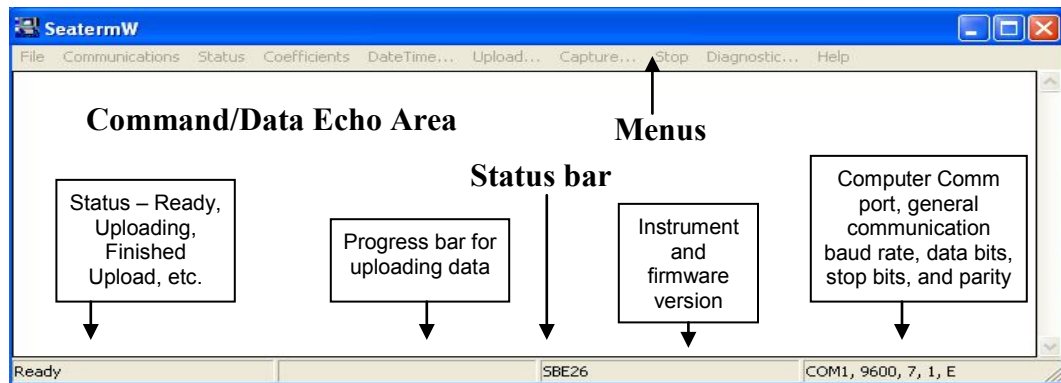 SeatermW
File Communications Status Coefficients DateTime... Upload... Capture... Stop Diagnostic... Help
Command/Data Echo Area
Menus
Status bar
Status – Ready,
Uploading,
Finished
Upload, etc.
Progress bar for
uploading data
Instrument
and
firmware
version
Computer Comm
port, general
communication
baud rate, data bits,
stop bits, and parity
Ready
SBE26
COM1, 9600, 7, 1, E